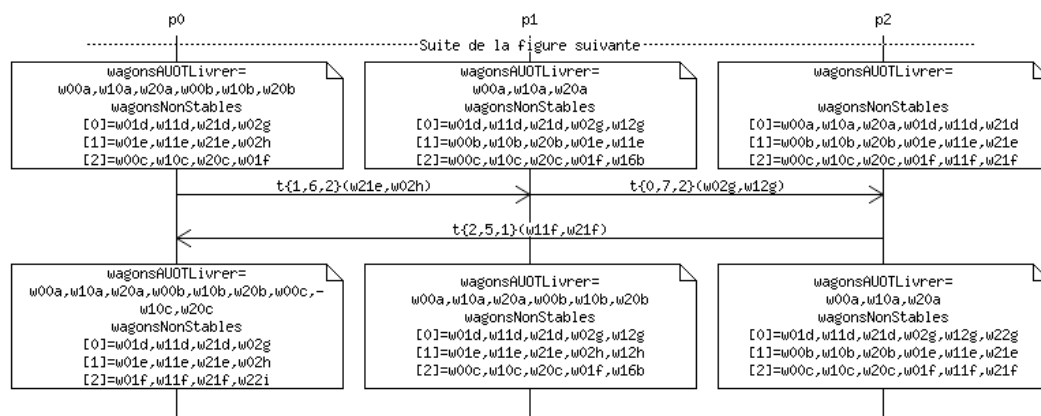 p0
p1
p2
Suite de la figure suivante
wagonsAUOTLivrer=
w00a,w10a,w20a,w00b,w10b,w20b
wagonsNonStables
[0]=w01d,w11d,w21d,w02g
[1]=w01e,w11e,w21e,w02h
[2]=w00c,w10c,w20c,w01f
wagonsAUOTLivrer=
w00a,w10a,w20a
wagonsNonStables
[0]=w01d,w11d,w21d,w02g,w12g
[1]=w00b,w10b,w20b,w01e,w11e
[2]=w00c,w10c,w20c,w01f,w16b
wagonsAUOTLivrer=
wagonsNonStables
[0]=w00a,w10a,w20a,w01d,w11d,w21d
[1]=w00b,w10b,w20b,w01e,w11e,w21e
[2]=w00c,w10c,w20c,w01f,w11f,w21f
t{1,6,2}(w21e,w02h)
t{0,7,2}(w02g,w12g)
t{2,5,1}(w11f,w21f)
wagonsAUOTLivrer=
w00a,w10a,w20a,w00b,w10b,w20b,w00c,-
w10c,w20c
wagonsNonStables
[0]=w01d,w11d,w21d,w02g
[1]=w01e,w11e,w21e,w02h
[2]=w01f,w11f,w21f,w22i
wagonsAUOTLivrer=
w00a,w10a,w20a,w00b,w10b,w20b
wagonsNonStables
[0]=w01d,w11d,w21d,w02g,w12g
[1]=w01e,w11e,w21e,w02h,w12h
[2]=w00c,w10c,w20c,w01f,w16b
wagonsAUOTLivrer=
w00a,w10a,w20a
wagonsNonStables
[0]=w01d,w11d,w21d,w02g,w12g,w22g
[1]=w00b,w10b,w20b,w01e,w11e,w21e
[2]=w00c,w10c,w20c,w01f,w11f,w21f